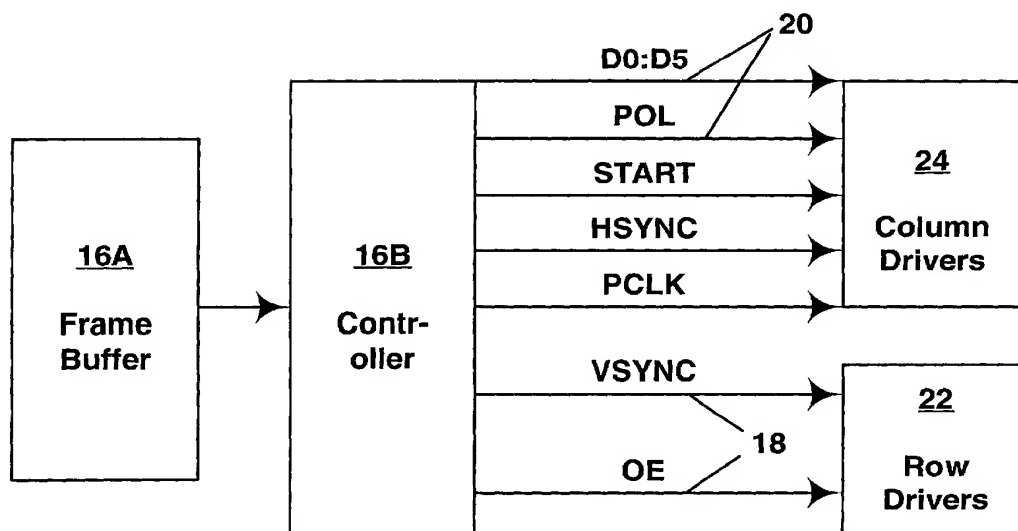 20
D0:D5
POL
START
HSYNC
PCLK
16A
Frame
Buffer
16B
Contr-
oller
24
Column
Drivers
VSYNC
18
OE
22
Row
Drivers